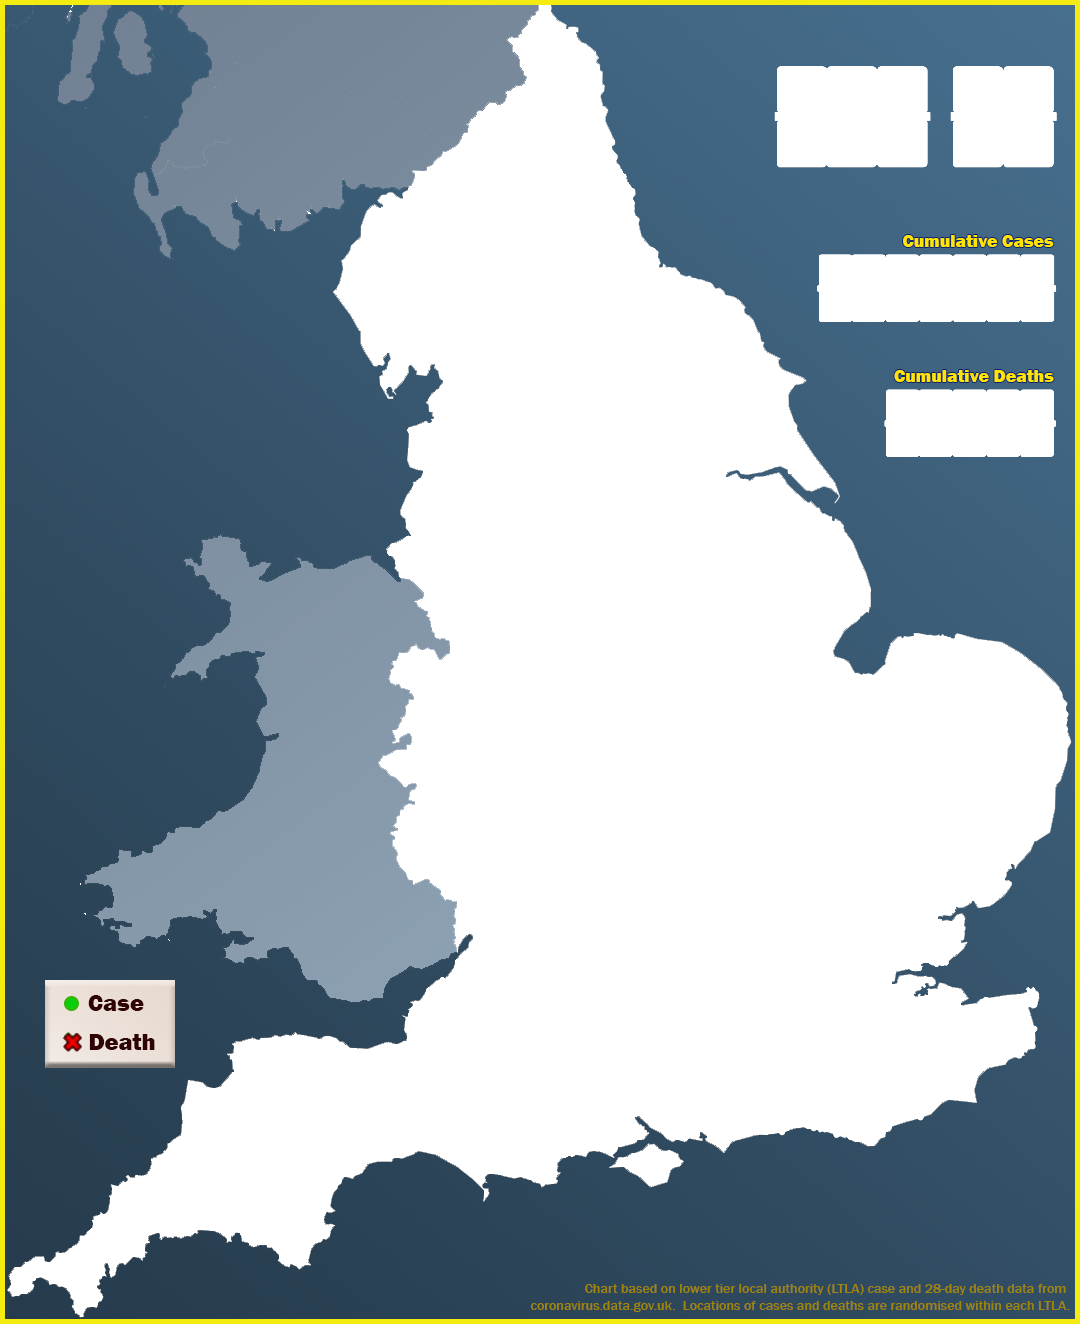 Cumulative Cases
Cumulative Deaths
Case
Death
Chart based on lower tier local authority (LTLA) case and 28-day death data from
coronavirus.data.gov.uk. Locations of cases and deaths are randomised within each LTLA.